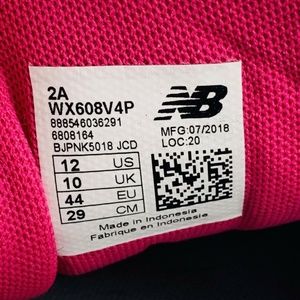 2A
WX608V4P
888546036291
6808164
BJPNK5018 JCD
NB
MFG:07/2018
LOC:20
12 US
10 UK
44 EU
29 CM
Made in Indonesia
Fabrique en Indonesie